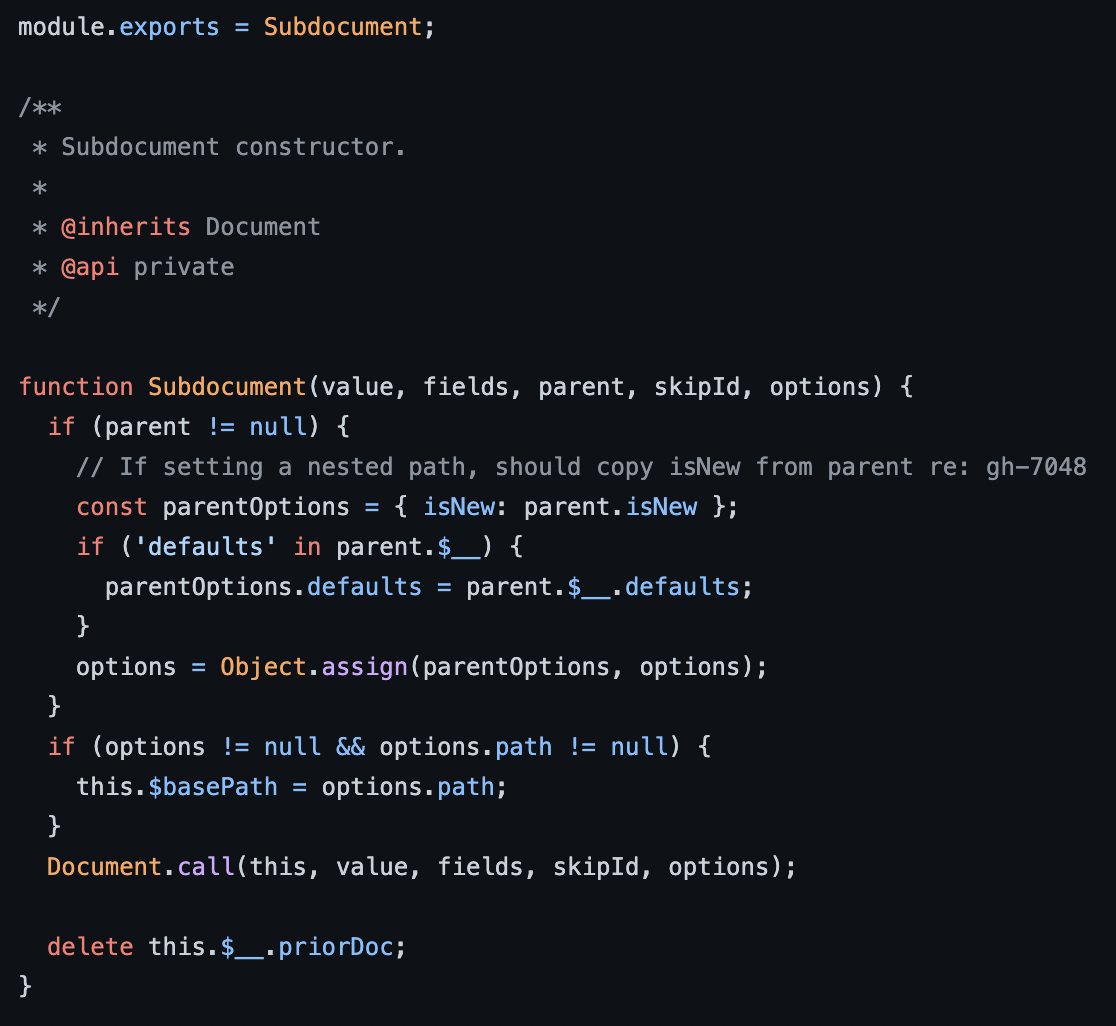 module.exports = Subdocument;

/**
 * Subdocument constructor.
 *
 * @inherits Document
 * @api private
 */

function Subdocument(value, fields, parent, skipId, options) {
  if (parent != null) {
    // If setting a nested path, should copy isNew from parent re: gh-7048
    const parentOptions = { isNew: parent.isNew };
    if ('defaults' in parent.$__) {
      parentOptions.defaults = parent.$__.defaults;
    }
    options = Object.assign(parentOptions, options);
  }
  if (options != null && options.path != null) {
    this.$basePath = options.path;
  }
  Document.call(this, value, fields, skipId, options);

  delete this.$__.priorDoc;
}